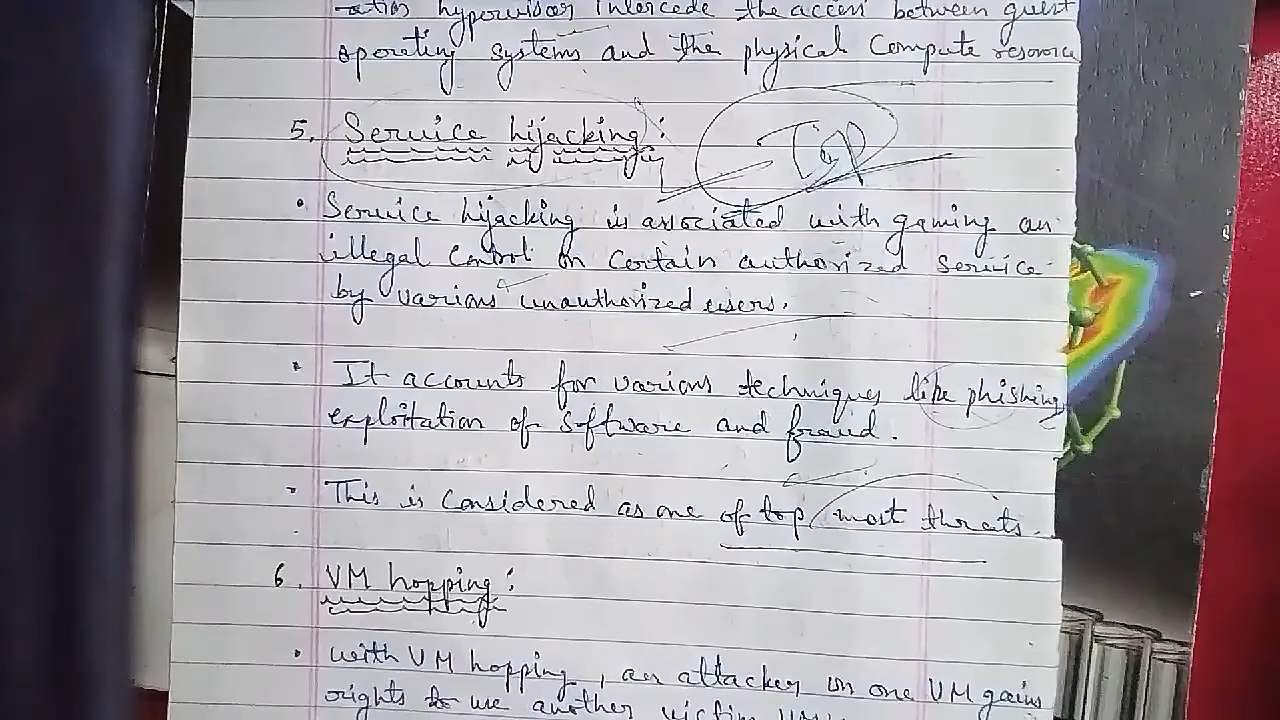 -ation hypervisor intercede the access between guest
operating systems and the physical compute resource
5. Service hijacking :
Top
• Service hijacking is associated with gaining an
illegal control on certain authorized service
by various unauthorized users.
• It accounts for various techniques like phishing
exploitation of software and fraud.
- This is considered as one of top most threts.
6. VM hopping :
• with VM hopping, an attacker on one VM gains
rights to use another victim